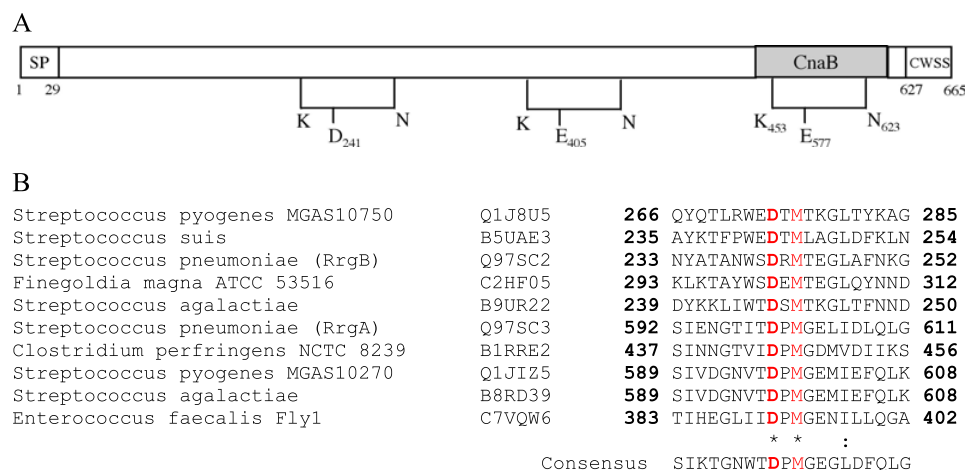 A
SP
CnaB
CWSS
1 29 627 665
K D241 N K E405 N K453 E577 N623
B
Streptococcus pyogenes MGAS10750 Q1J8U5 266 QYQTLRWEDTMTKGLTYKAG 285
Streptococcus suis B5UAE3 235 AYKTFPWEDTMLAGLDFKLN 254
Streptococcus pneumoniae (RrgB) Q97SC2 233 NYATANWSDRMTEGLAFNKG 252
Finegoldia magna ATCC 53516 C2HF05 293 KLKTAYWSDEMTEGLQYNND 312
Streptococcus agalactiae B9UR22 239 DYKKLIWTDSMTKGLTFNND 250
Streptococcus pneumoniae (RrgA) Q97SC3 592 SIENGTITDPMGELIDLQLG 611
Clostridium perfringens NCTC 8239 B1RRE2 437 SINNGTVIDPMGDMVDIIKS 456
Streptococcus pyogenes MGAS10270 Q1JIZ5 589 SIVDGNVTDPMGEMIEFQLK 608
Streptococcus agalactiae B8RD39 589 SIVDGNVTDPMGEMIEFQLK 608
Enterococcus faecalis Fly1 C7VQW6 383 TIHEGLIIDPMGENILLQGA 402
* * :
Consensus SIKTGNWTDPMGEGLDFQLG